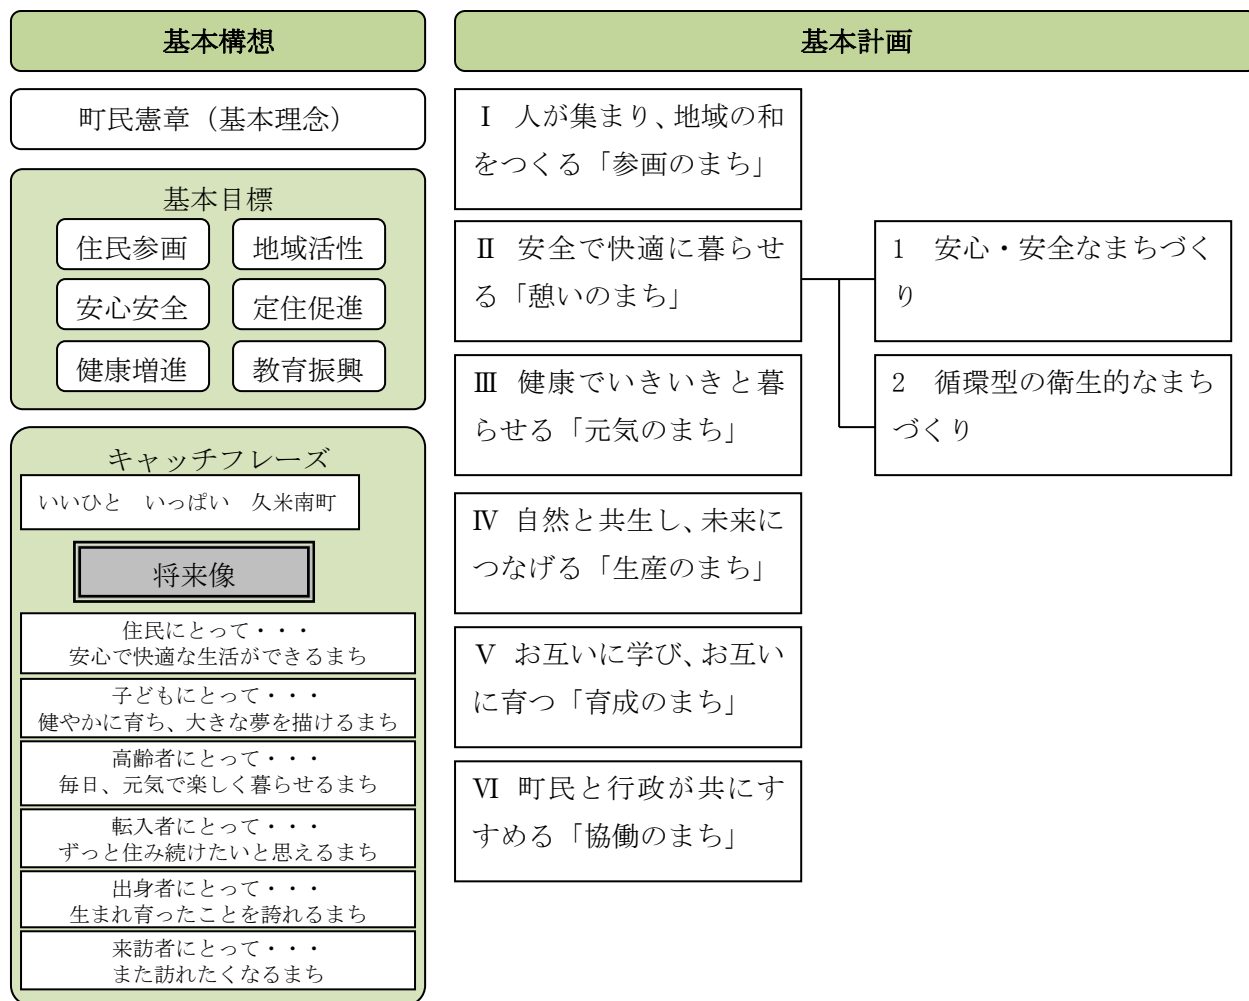 基本構想
町民憲章（基本理念）
基本目標
住民参画　地域活性
安心安全　定住促進
健康増進　教育振興
キャッチフレーズ
いいひと　いっぱい　久米南町
将来像
住民にとって・・・
安心で快適な生活ができるまち
子どもにとって・・・
健やかに育ち、大きな夢を描けるまち
高齢者にとって・・・
毎日、元気で楽しく暮らせるまち
転入者にとって・・・
ずっと住み続けたいと思えるまち
出身者にとって・・・
生まれ育ったことを誇れるまち
来訪者にとって・・・
また訪れたくなるまち
基本計画
Ⅰ　人が集まり、地域の和
をつくる「参画のまち」
Ⅱ　安全で快適に暮らせ
る「憩いのまち」
1　安心・安全なまちづく
り
2　循環型の衛生的なまち
づくり
Ⅲ　健康でいきいきと暮
らせる「元気のまち」
Ⅳ　自然と共生し、未来に
つなげる「生産のまち」
Ⅴ　お互いに学び、お互い
に育つ「育成のまち」
Ⅵ　町民と行政が共にす
すめる「協働のまち」